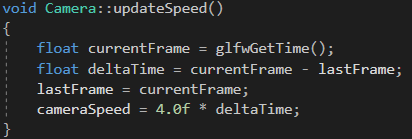 void Camera::updateSpeed()
{
    float currentFrame = glfwGetTime();
    float deltaTime = currentFrame - lastFrame;
    lastFrame = currentFrame;
    cameraSpeed = 4.0f * deltaTime;
}